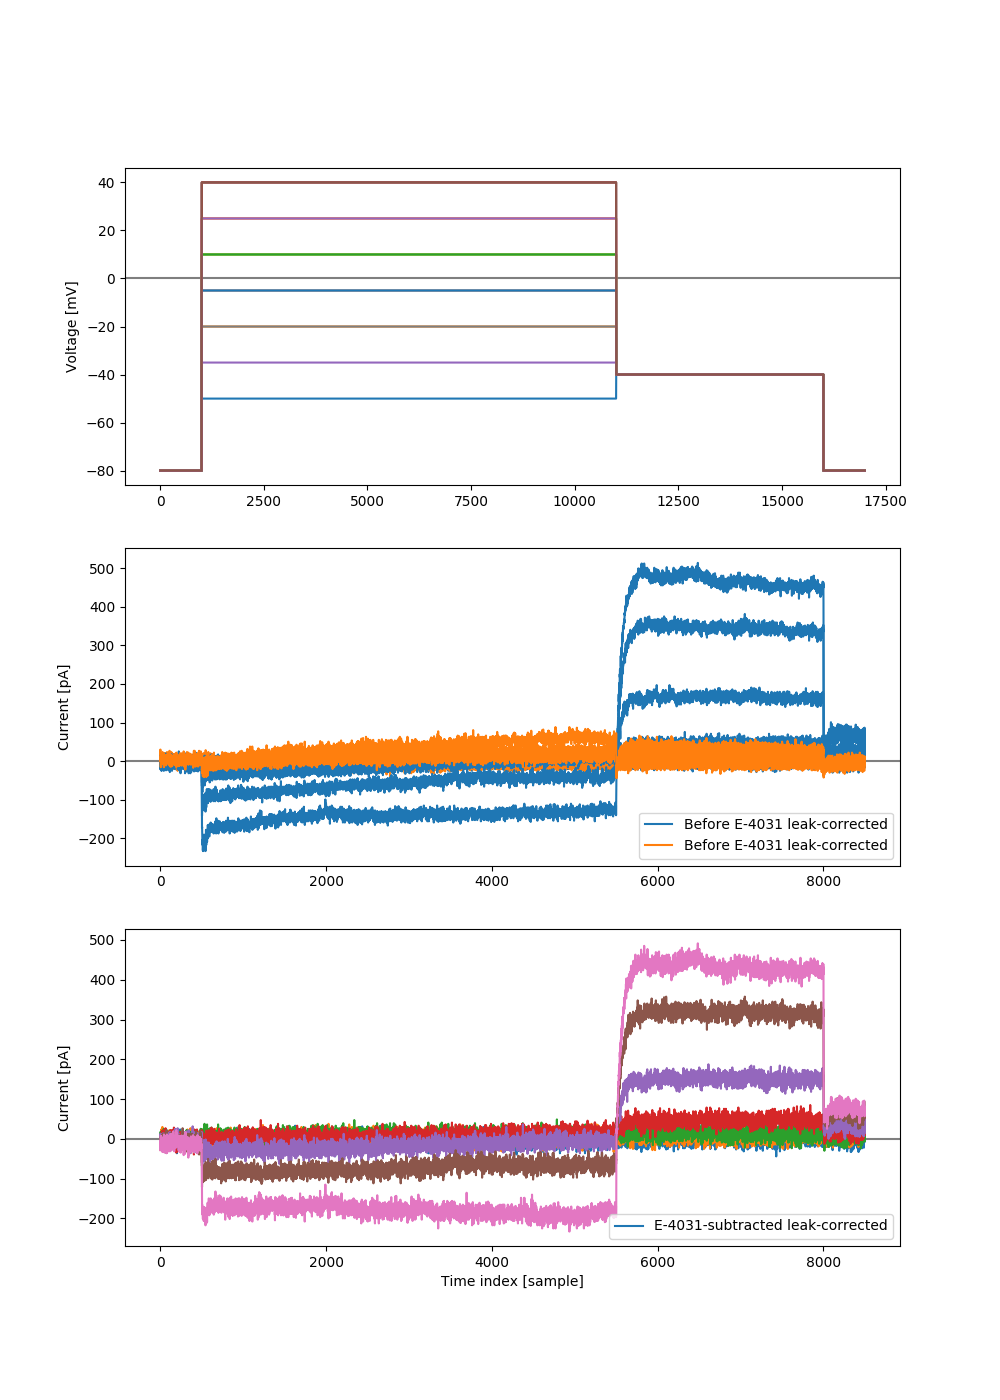 40
20
0
−20
−40
−60
−80
Voltage [mV]
0 2500 5000 7500 10000 12500 15000 17500
500
400
300
200
100
0
−100
−200
Current [pA]
Before E-4031 leak-corrected
Before E-4031 leak-corrected
0 2000 4000 6000 8000
500
400
300
200
100
0
−100
−200
Current [pA]
E-4031-subtracted leak-corrected
0 2000 4000 6000 8000
Time index [sample]